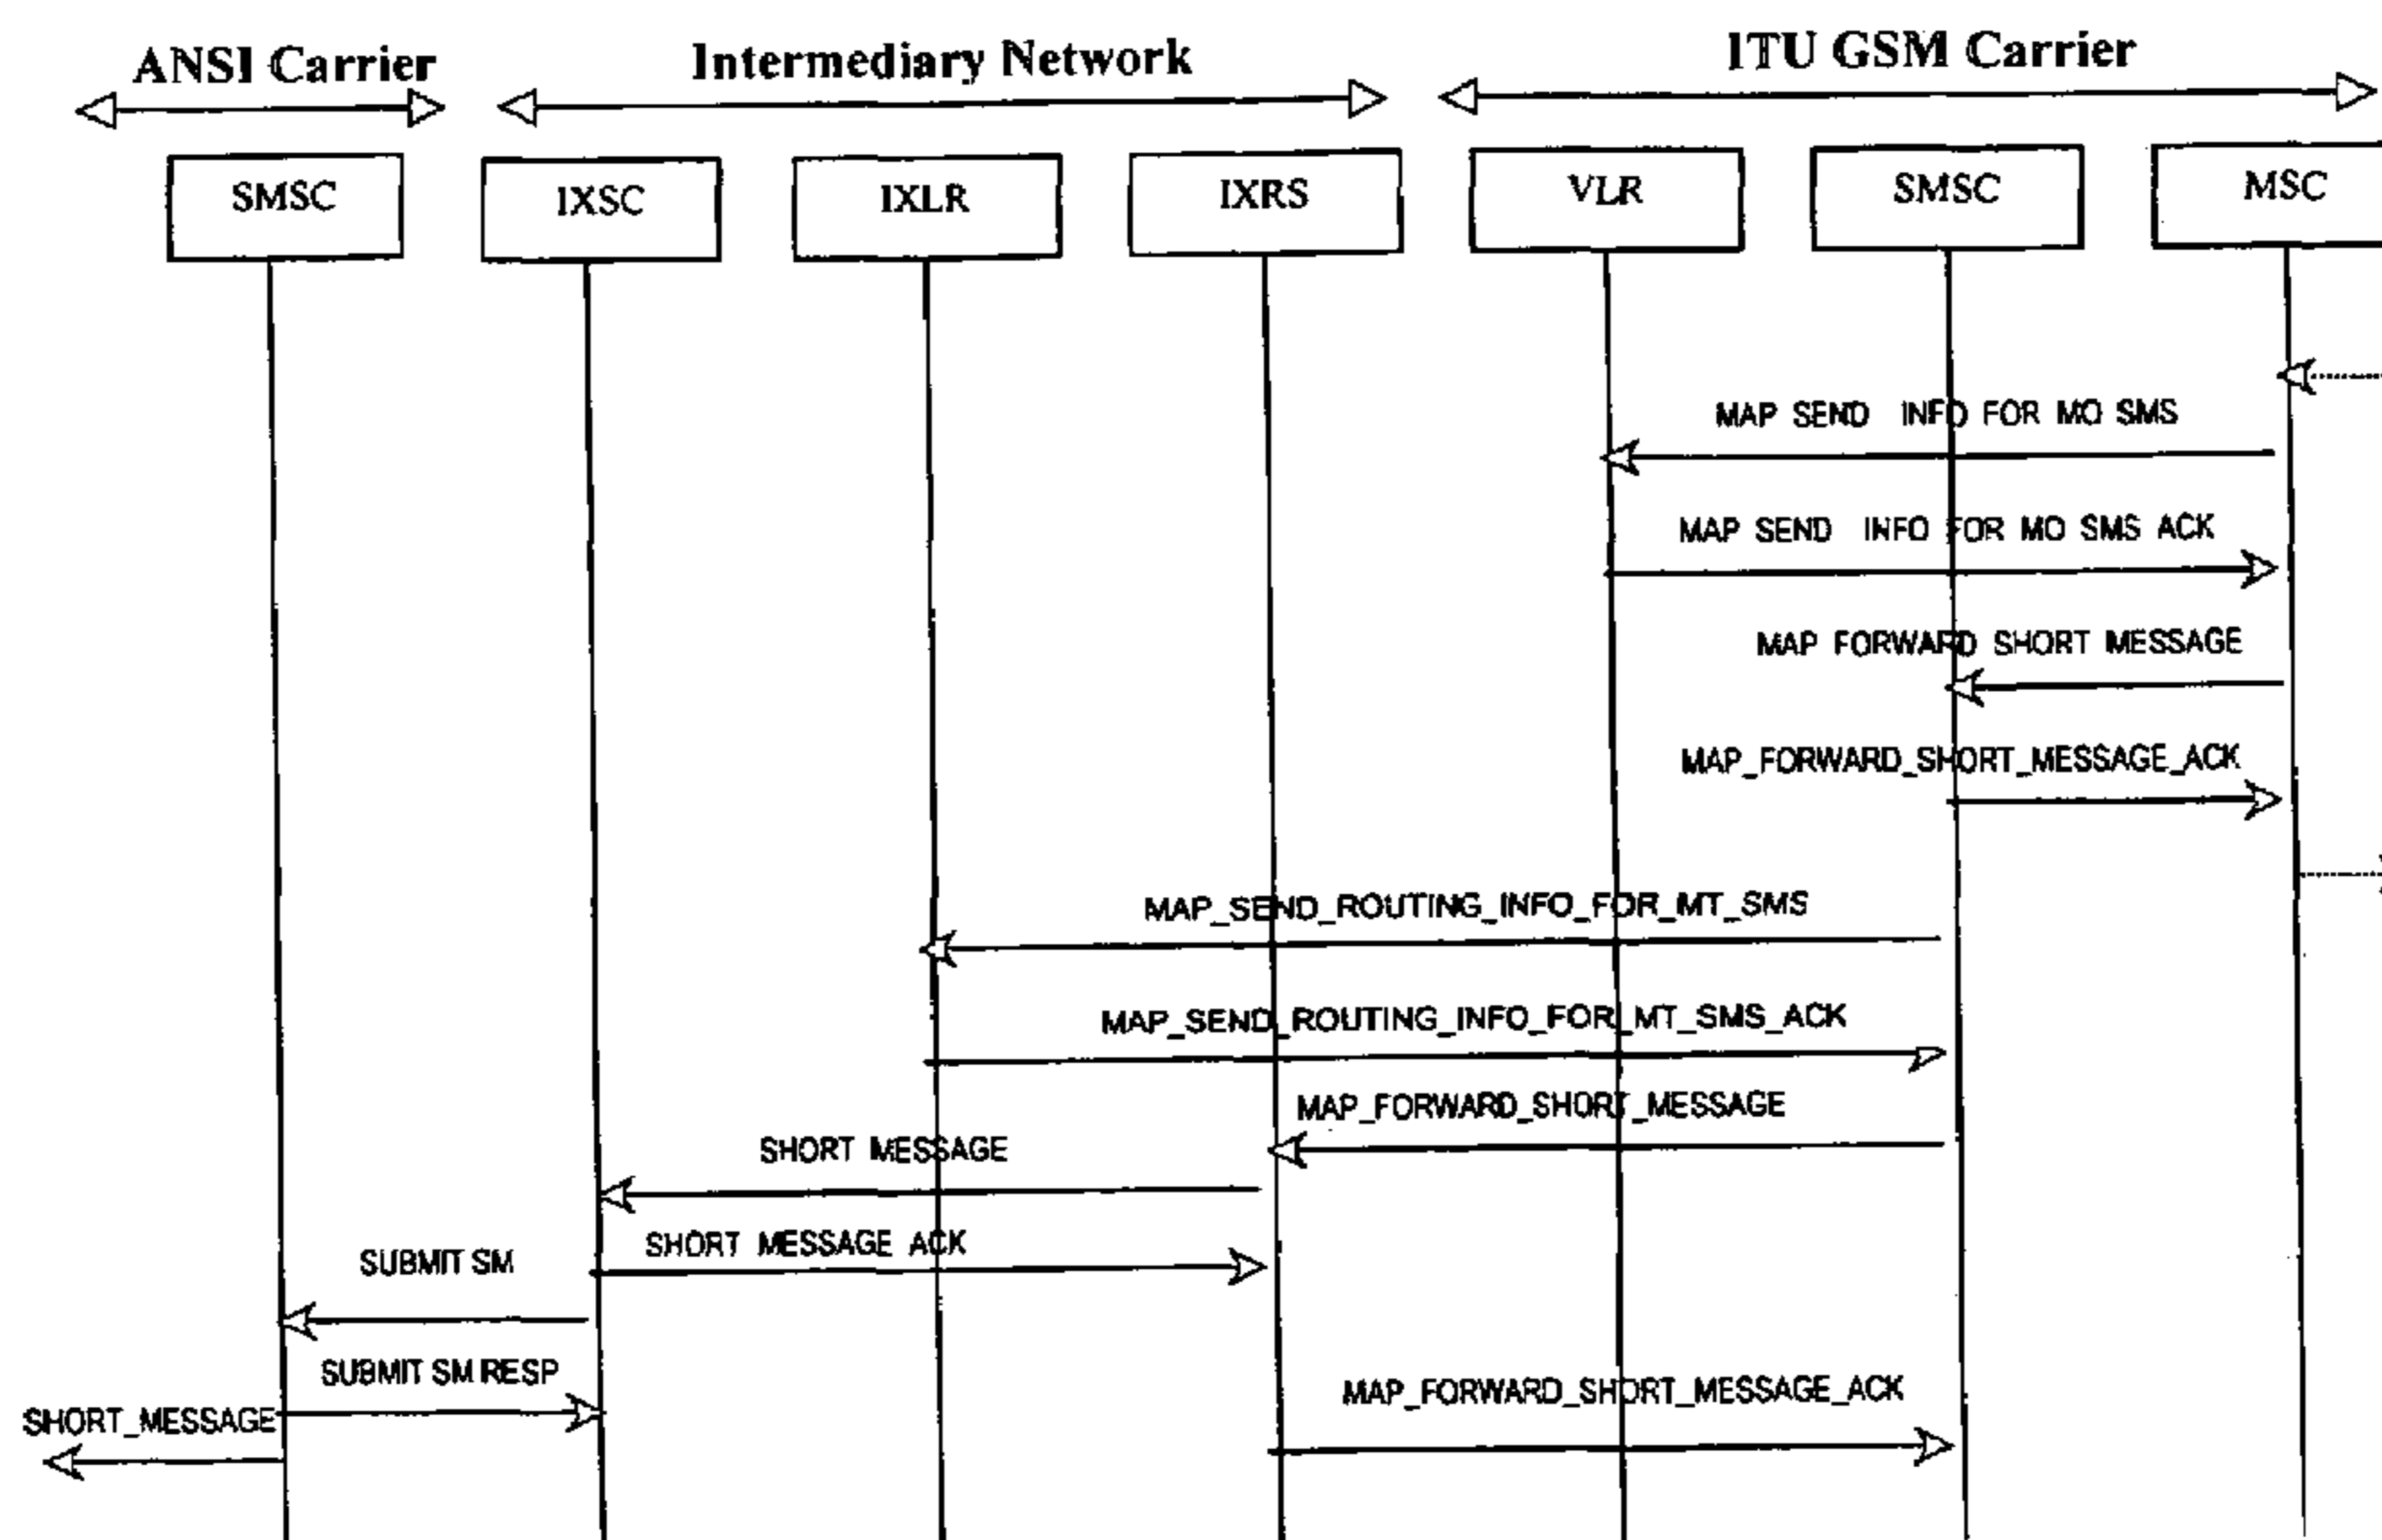 ANSI Carrier Intermediary Network ITU GSM Carrier
SMSC IXSC IXLR IXRS VLR SMSC MSC
MAP SEND INFO FOR MO SMS
MAP SEND INFO FOR MO SMS ACK
MAP FORWARD SHORT MESSAGE
MAP_FORWARD_SHORT_MESSAGE_ACK
MAP_SEND_ROUTING_INFO_FOR_MT_SMS
MAP_SEND_ROUTING_INFO_FOR_MT_SMS_ACK
MAP_FORWARD_SHORT_MESSAGE
SHORT MESSAGE
SHORT MESSAGE ACK
SUBMIT SM
SUBMIT SM RESP
MAP_FORWARD_SHORT_MESSAGE_ACK
SHORT_MESSAGE